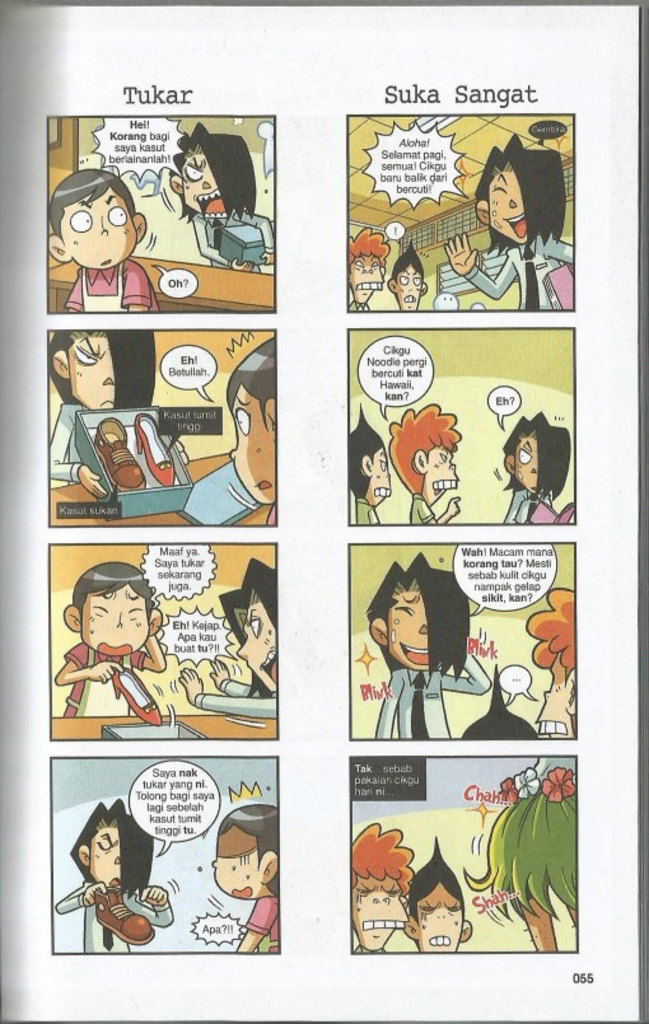 Tukar
Hei!
Korang bagi
saya kasut
berlainanlah!
Oh?
Eh!
Betullah.
Kasut tumit
tinggi
Kasut sukan
Maaf ya.
Saya tukar
sekarang
juga.
Eh! Kejap.
Apa kau
buat tu?!!
Saya nak
tukar yang ni.
Tolong bagi saya
lagi sebelah
kasut tumit
tinggi tu.
Apa?!!
Suka Sangat
Gembira
Aloha!
Selamat pagi,
semua! Cikgu
baru balik dari
bercuti!
!
Cikgu
Noodle pergi
bercuti kat
Hawaii,
kan?
Eh?
Wah! Macam mana
korang tau? Mesti
sebab kulit cikgu
nampak gelap
sikit, kan?
Blink
Blink
...
Tak... sebab
pakaian cikgu
hari ni...
Chah...
Shah...
055